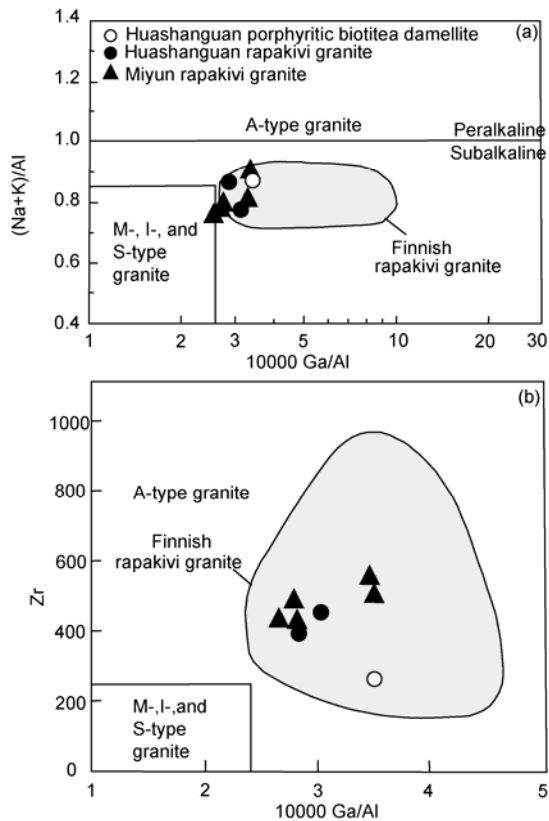 (a)
Huashanguan porphyritic biotitea damellite
Huashanguan rapakivi granite
Miyun rapakivi granite
A-type granite
Peralkaline
Subalkaline
M-, I-, and
S-type
granite
Finnish
rapakivi granite
(Na+K)/Al
1.4
1.2
1.0
0.8
0.6
0.4
1 2 3 5 10 20 30
10000 Ga/Al
(b)
A-type granite
Finnish
rapakivi granite
M-,I-,and
S-type
granite
Zr
1000
800
600
400
200
0
1 2 3 4 5
10000 Ga/Al